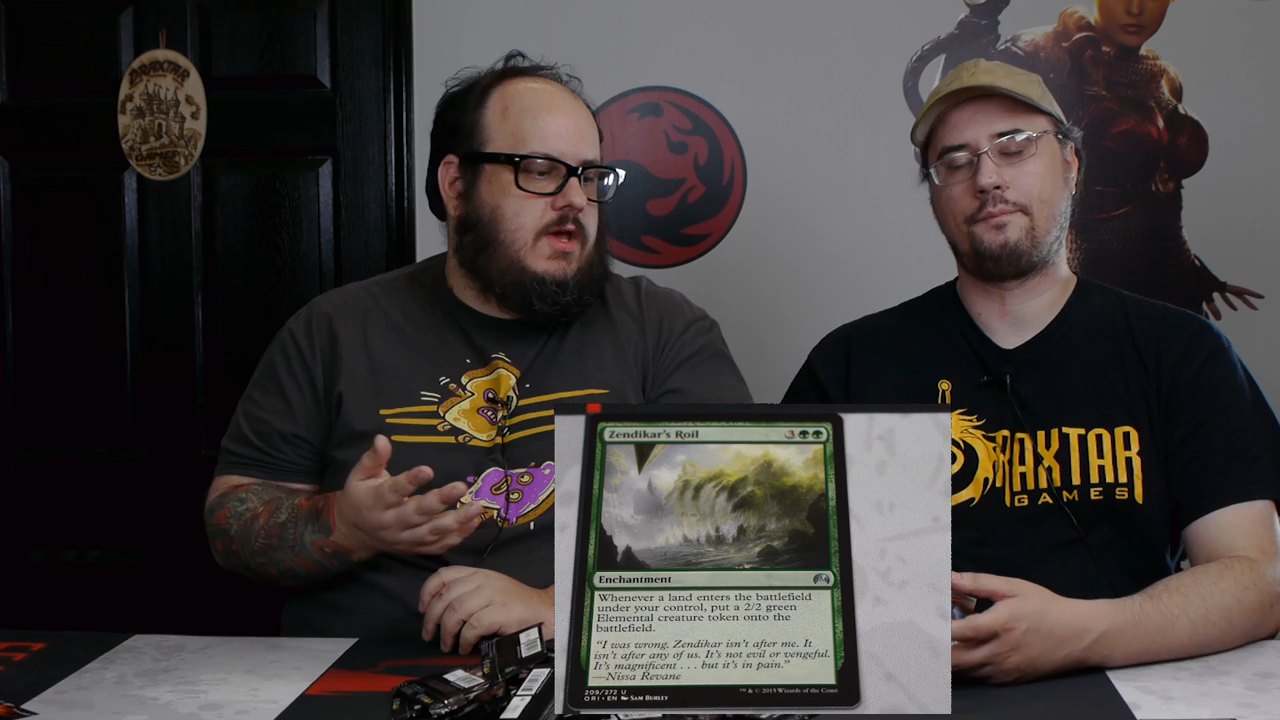 DRAXTAR
GAMES
RAXTAR
GAMES
Zendikar's Roil 3
Enchantment
Whenever a land enters the battlefield
under your control, put a 2/2 green
Elemental creature token onto the
battlefield.
"I was wrong. Zendikar isn't after me. It
isn't after any of us. It's not evil or vengeful.
It's magnificent . . . but it's in pain."
—Nissa Revane
209/272 U
ORI • EN SAM BURLEY
™ & © 2015 Wizards of the Coast